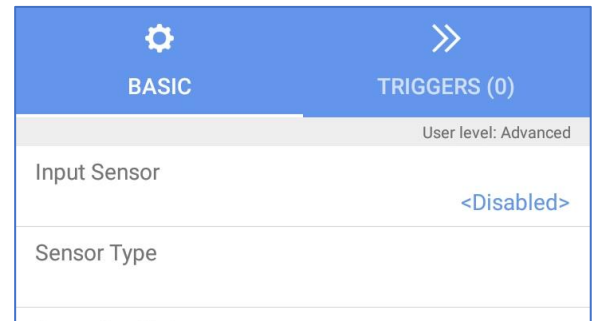 BASIC
TRIGGERS (0)
User level: Advanced
Input Sensor
<Disabled>
Sensor Type